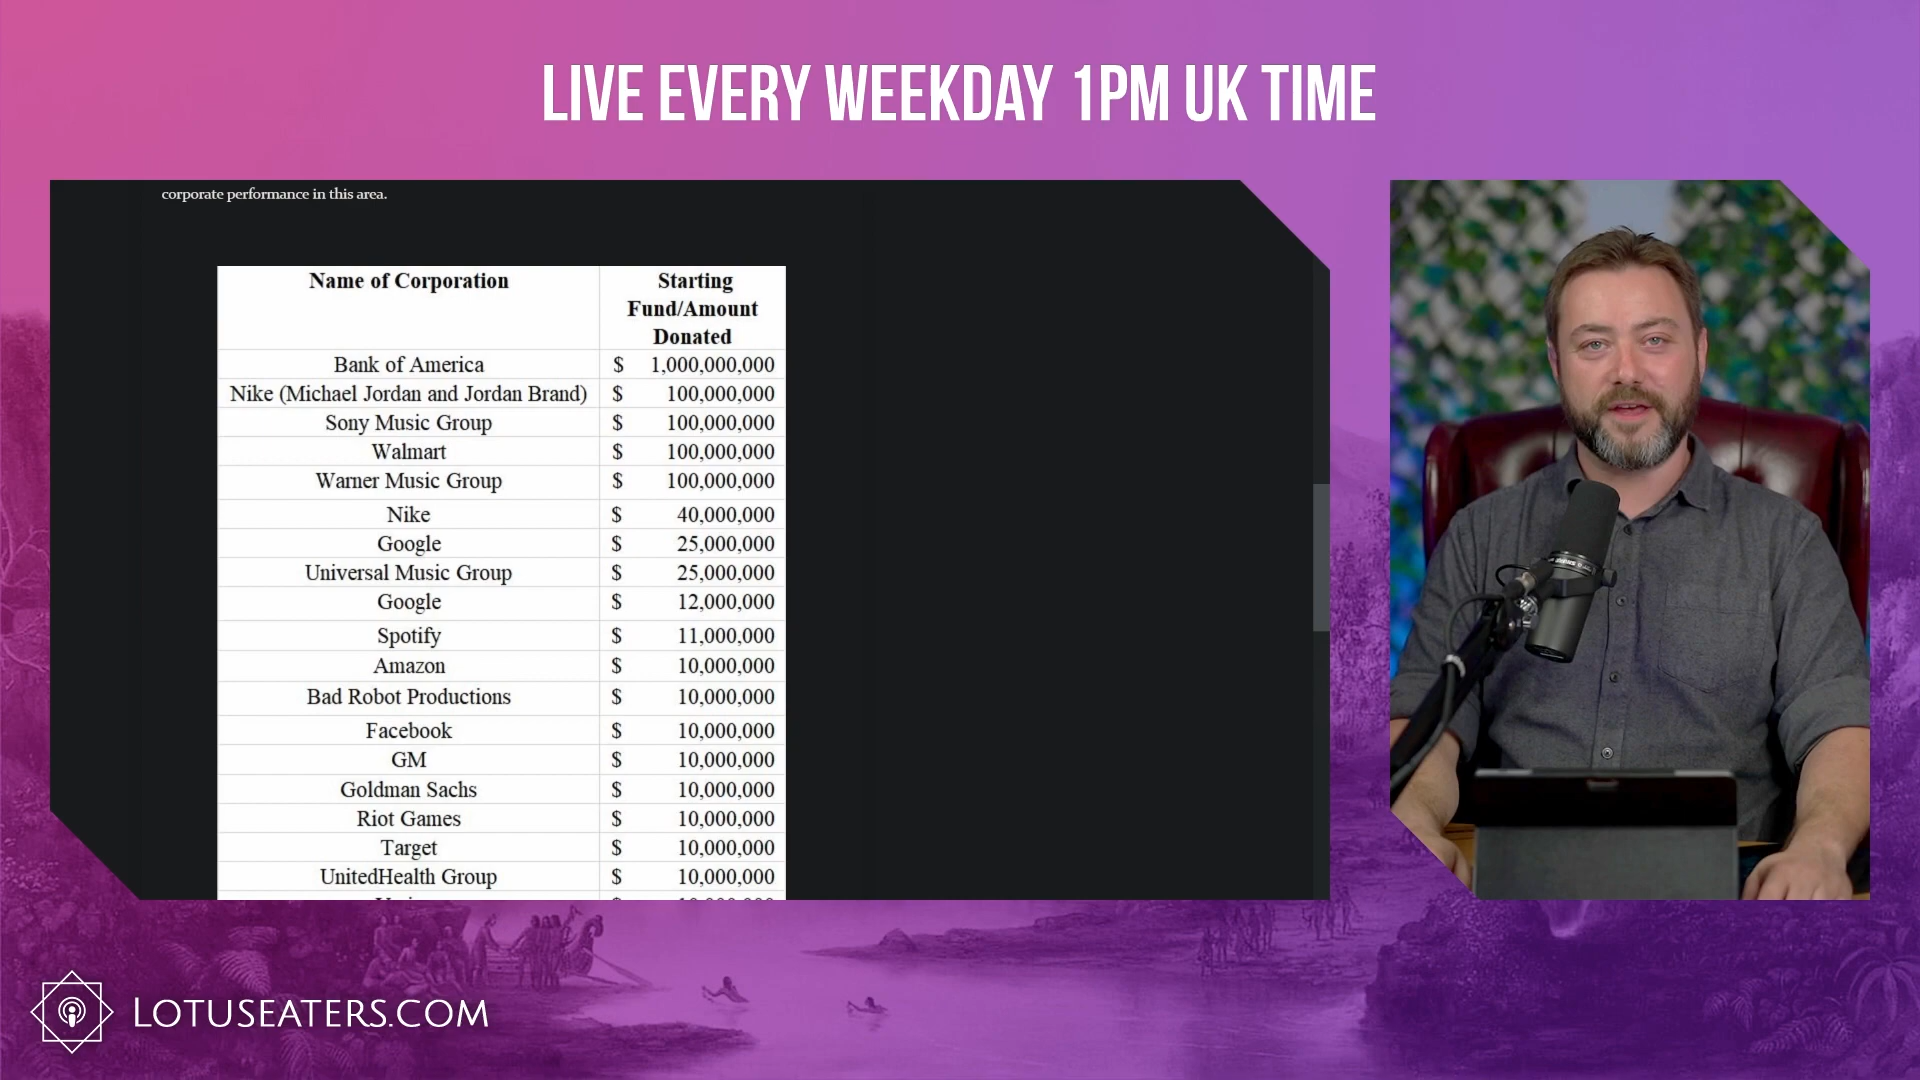 LIVE EVERY WEEKDAY 1PM UK TIME
corporate performance in this area.
Name of Corporation Starting Fund/Amount Donated
Bank of America $ 1,000,000,000
Nike (Michael Jordan and Jordan Brand) $ 100,000,000
Sony Music Group $ 100,000,000
Walmart $ 100,000,000
Warner Music Group $ 100,000,000
Nike $ 40,000,000
Google $ 25,000,000
Universal Music Group $ 25,000,000
Google $ 12,000,000
Spotify $ 11,000,000
Amazon $ 10,000,000
Bad Robot Productions $ 10,000,000
Facebook $ 10,000,000
GM $ 10,000,000
Goldman Sachs $ 10,000,000
Riot Games $ 10,000,000
Target $ 10,000,000
UnitedHealth Group $ 10,000,000
LOTUSEATERS.COM